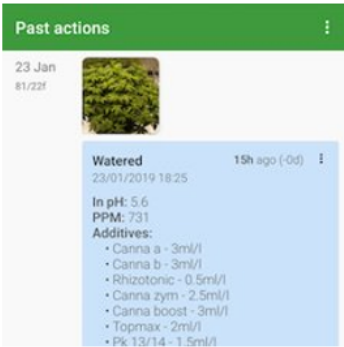 Past actions
23 Jan
81/22f
Watered 15h ago (-0d)
23/01/2019 18:25
In pH: 5.6
PPM: 731
Additives:
• Canna a - 3ml/l
• Canna b - 3ml/l
• Rhizotonic - 0.5ml/l
• Canna zym - 2.5ml/l
• Canna boost - 3ml/l
• Topmax - 2ml/l
• Pk 13/14 - 1.5ml/l